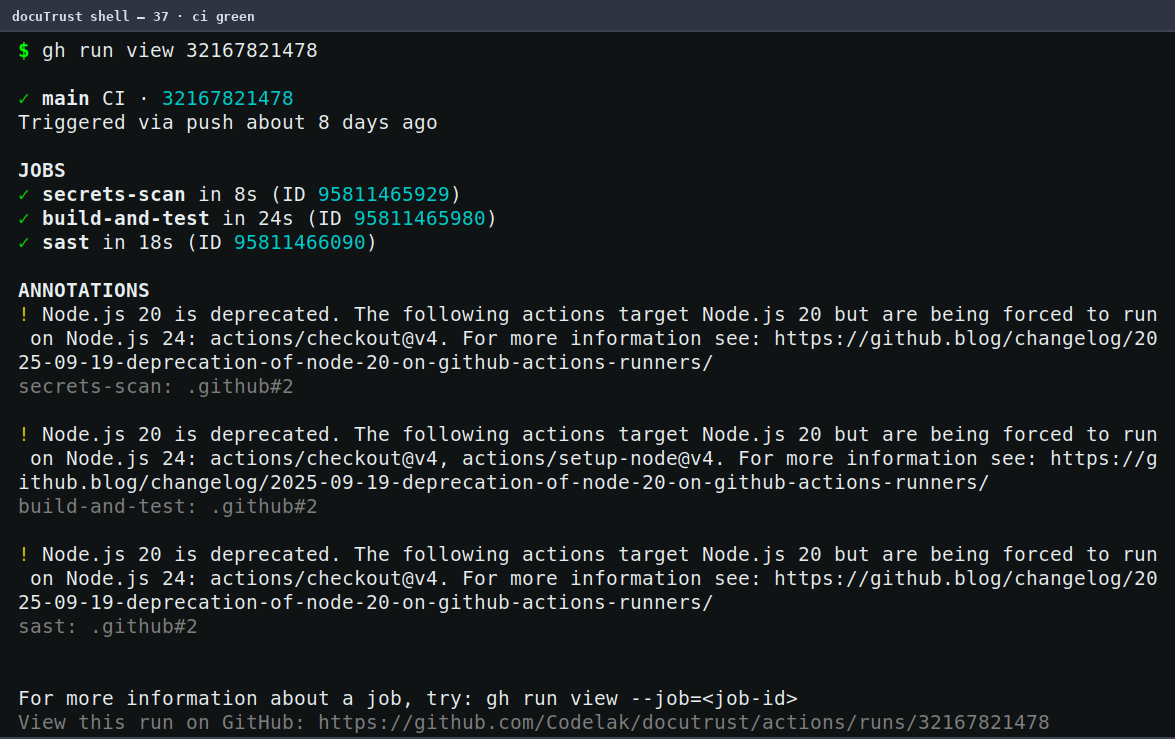 docuTrust shell — 37 · ci green
$ gh run view 32167821478
✓ main CI · 32167821478
Triggered via push about 8 days ago
JOBS
✓ secrets-scan in 8s (ID 95811465929)
✓ build-and-test in 24s (ID 95811465980)
✓ sast in 18s (ID 95811466090)
ANNOTATIONS
! Node.js 20 is deprecated. The following actions target Node.js 20 but are being forced to run
on Node.js 24: actions/checkout@v4. For more information see: https://github.blog/changelog/20
25-09-19-deprecation-of-node-20-on-github-actions-runners/
secrets-scan: .github#2
! Node.js 20 is deprecated. The following actions target Node.js 20 but are being forced to run
on Node.js 24: actions/checkout@v4, actions/setup-node@v4. For more information see: https://g
ithub.blog/changelog/2025-09-19-deprecation-of-node-20-on-github-actions-runners/
build-and-test: .github#2
! Node.js 20 is deprecated. The following actions target Node.js 20 but are being forced to run
on Node.js 24: actions/checkout@v4. For more information see: https://github.blog/changelog/20
25-09-19-deprecation-of-node-20-on-github-actions-runners/
sast: .github#2
For more information about a job, try: gh run view --job=<job-id>
View this run on GitHub: https://github.com/Codelak/docutrust/actions/runs/32167821478